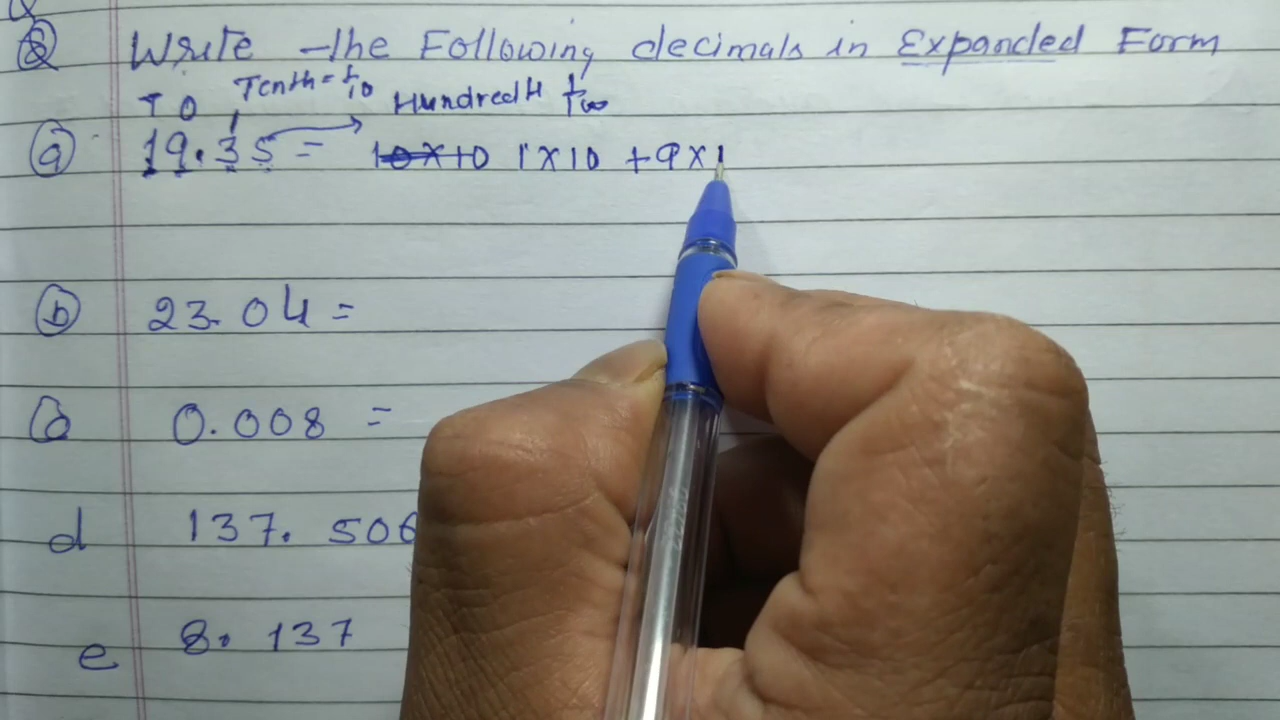 Q Write the Following decimals in Expanded Form
T O Tenth = 1/10 Hundredth 1/100
a 19.35 = 10×10 1×10 + 9×1
b 23.04 =
c 0.008 =
d 137.506
e 8.137